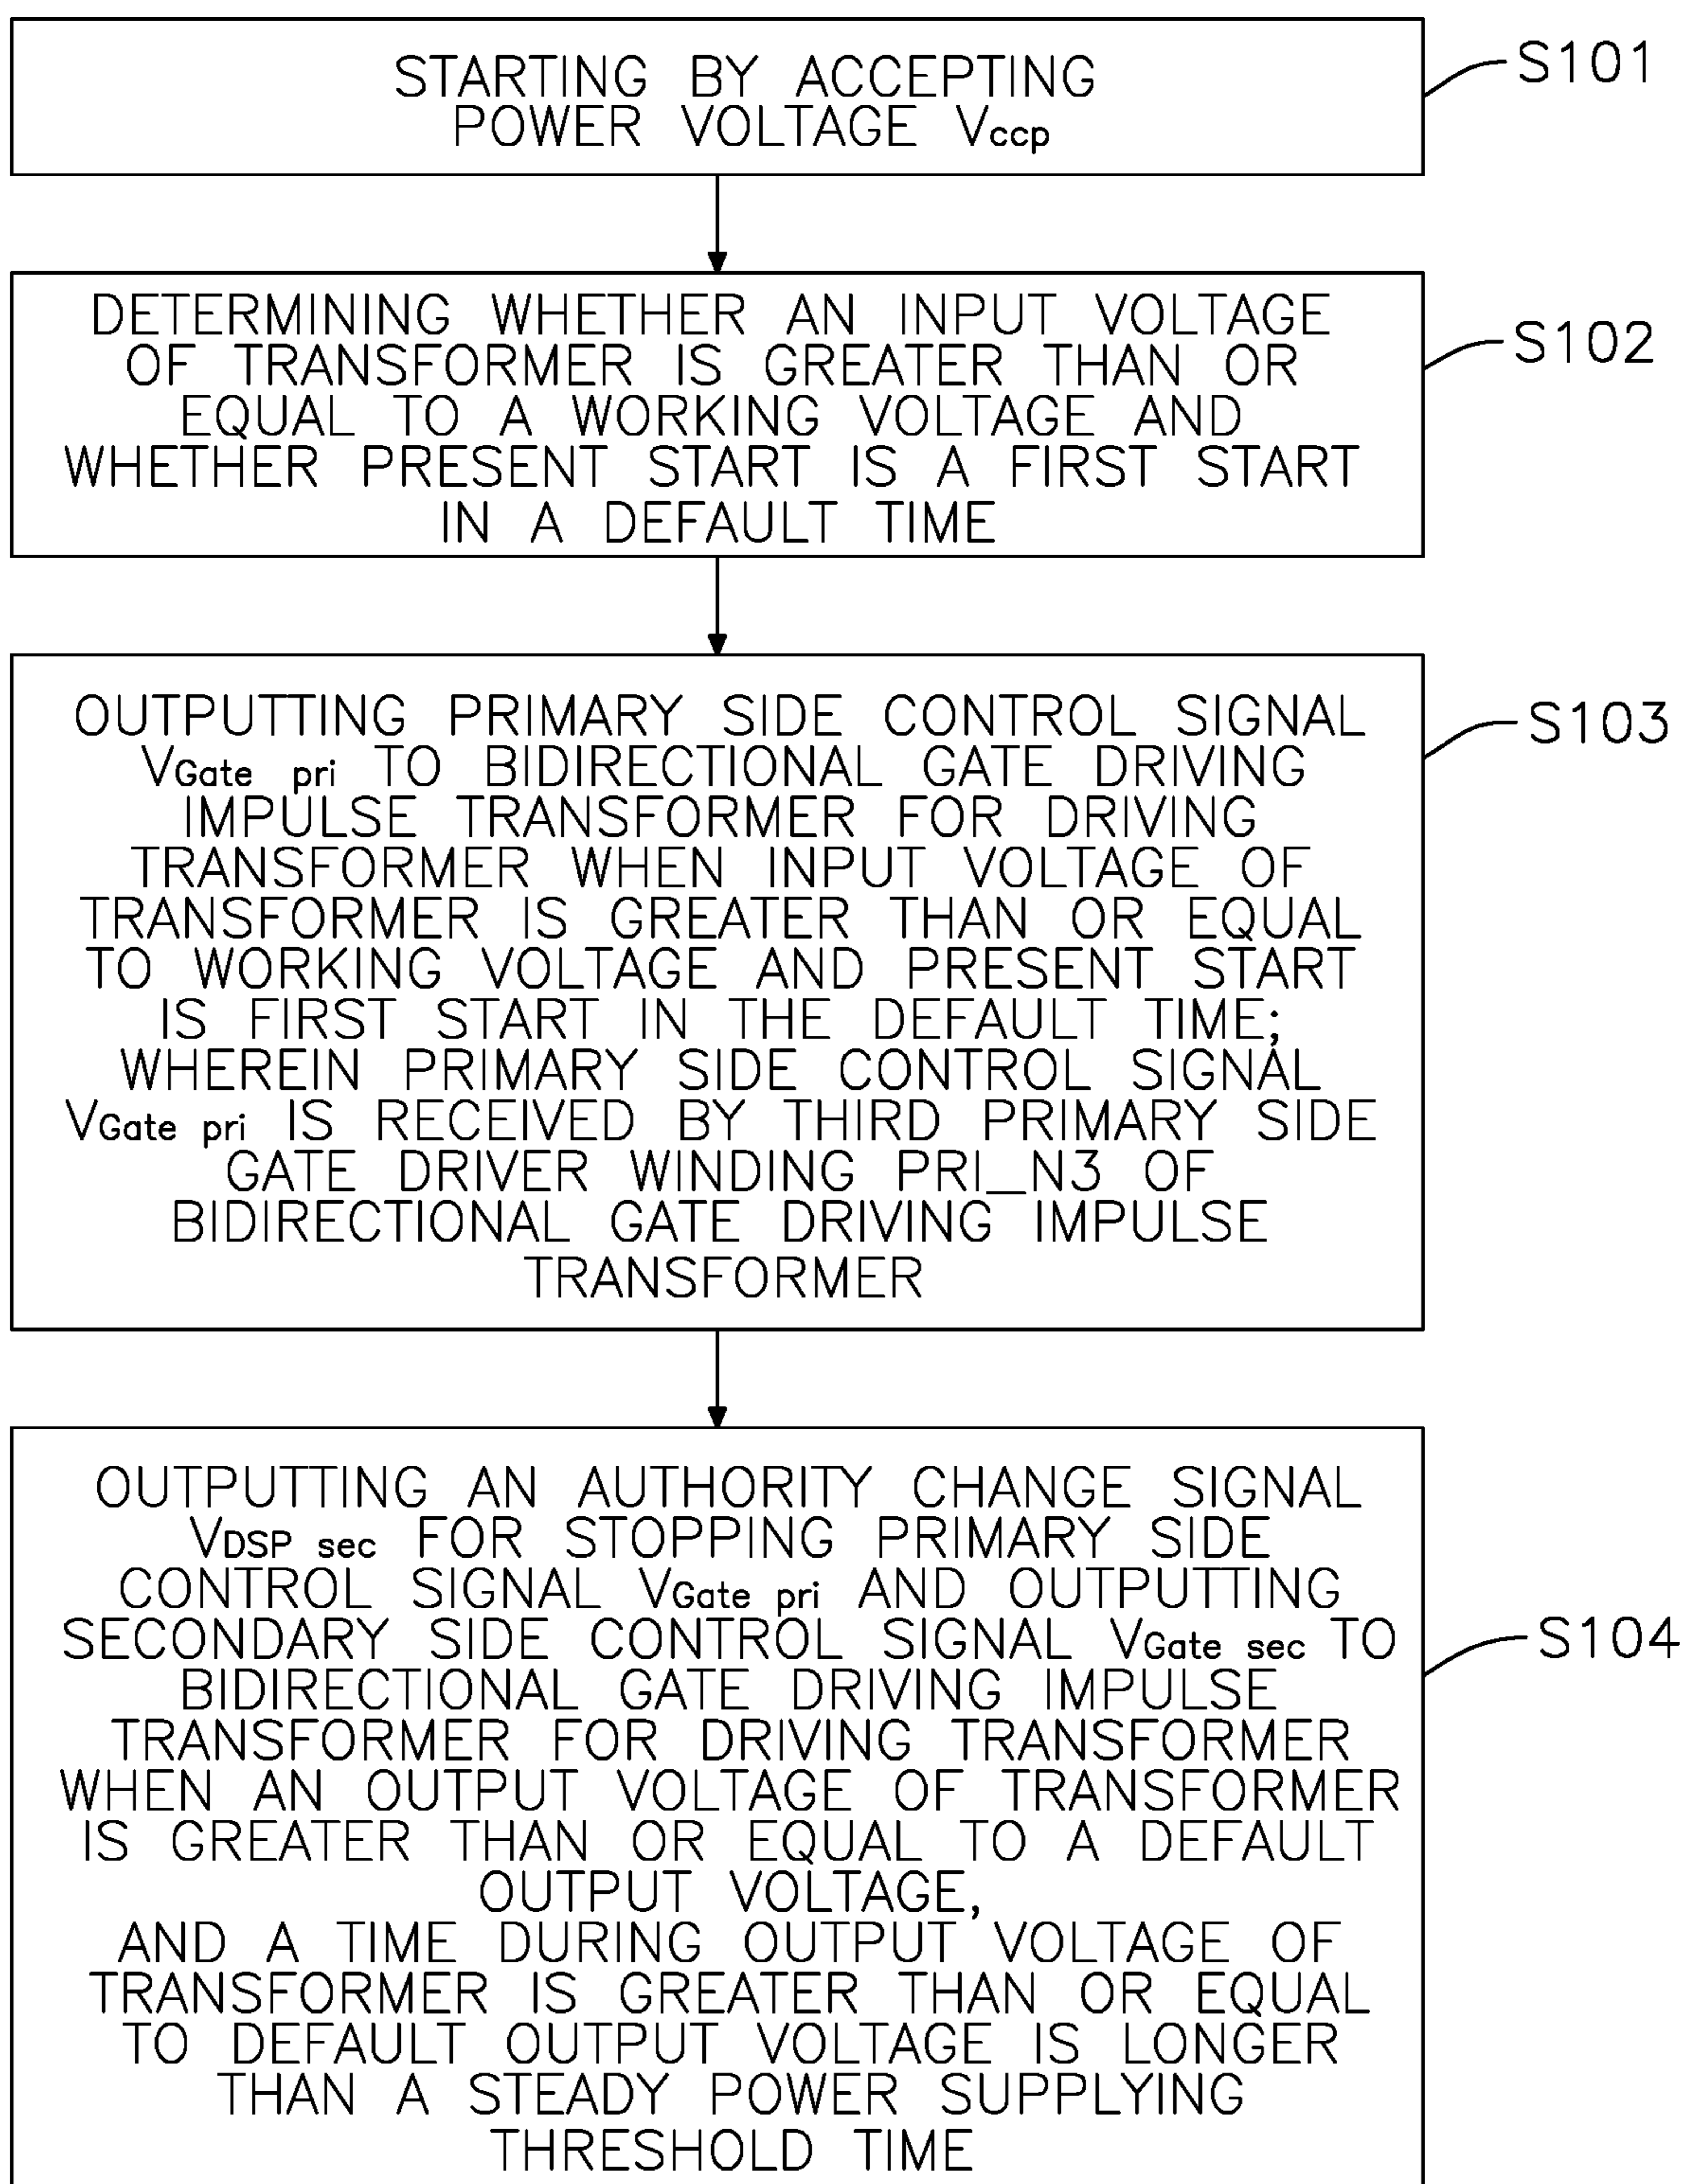 STARTING BY ACCEPTING
POWER VOLTAGE Vccp
S101
DETERMINING WHETHER AN INPUT VOLTAGE
OF TRANSFORMER IS GREATER THAN OR
EQUAL TO A WORKING VOLTAGE AND
WHETHER PRESENT START IS A FIRST START
IN A DEFAULT TIME
S102
OUTPUTTING PRIMARY SIDE CONTROL SIGNAL
VGate pri TO BIDIRECTIONAL GATE DRIVING
IMPULSE TRANSFORMER FOR DRIVING
TRANSFORMER WHEN INPUT VOLTAGE OF
TRANSFORMER IS GREATER THAN OR EQUAL
TO WORKING VOLTAGE AND PRESENT START
IS FIRST START IN THE DEFAULT TIME;
WHEREIN PRIMARY SIDE CONTROL SIGNAL
VGate pri IS RECEIVED BY THIRD PRIMARY SIDE
GATE DRIVER WINDING PRI_N3 OF
BIDIRECTIONAL GATE DRIVING IMPULSE
TRANSFORMER
S103
OUTPUTTING AN AUTHORITY CHANGE SIGNAL
VDSP sec FOR STOPPING PRIMARY SIDE
CONTROL SIGNAL VGate pri AND OUTPUTTING
SECONDARY SIDE CONTROL SIGNAL VGate sec TO
BIDIRECTIONAL GATE DRIVING IMPULSE
TRANSFORMER FOR DRIVING TRANSFORMER
WHEN AN OUTPUT VOLTAGE OF TRANSFORMER
IS GREATER THAN OR EQUAL TO A DEFAULT
OUTPUT VOLTAGE,
AND A TIME DURING OUTPUT VOLTAGE OF
TRANSFORMER IS GREATER THAN OR EQUAL
TO DEFAULT OUTPUT VOLTAGE IS LONGER
THAN A STEADY POWER SUPPLYING
THRESHOLD TIME
S104